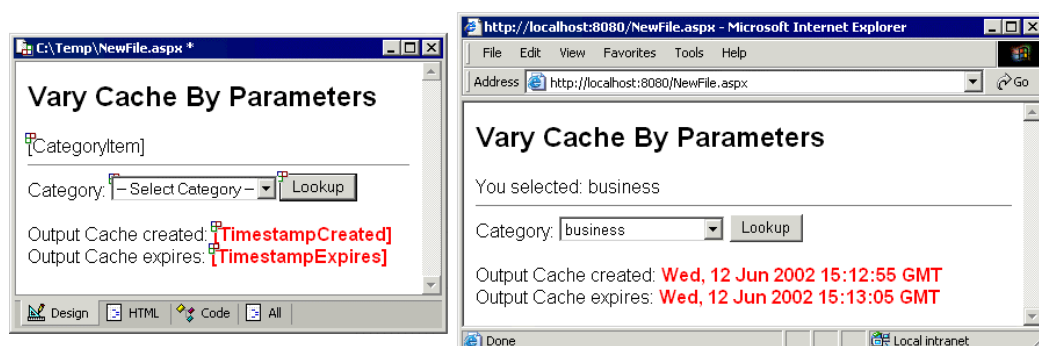 C:\Temp\NewFile.aspx *
Vary Cache By Parameters
[CategoryItem]
Category: – Select Category – Lookup
Output Cache created: [TimestampCreated]
Output Cache expires: [TimestampExpires]
Design HTML Code All
http://localhost:8080/NewFile.aspx - Microsoft Internet Explorer
File Edit View Favorites Tools Help
Address http://localhost:8080/NewFile.aspx Go
Vary Cache By Parameters
You selected: business
Category: business Lookup
Output Cache created: Wed, 12 Jun 2002 15:12:55 GMT
Output Cache expires: Wed, 12 Jun 2002 15:13:05 GMT
Done Local intranet